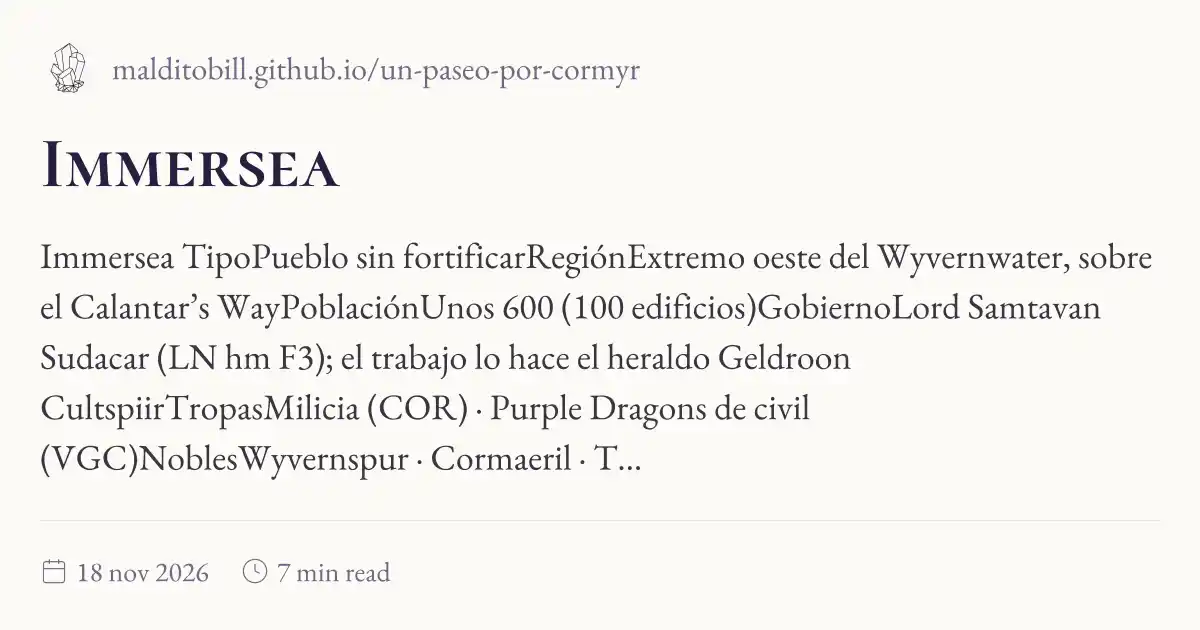 malditobill.github.io/un-paseo-por-cormyr
Immersea
Immersea TipoPueblo sin fortificarRegiónExtremo oeste del Wyvernwater, sobre
el Calantar’s WayPoblaciónUnos 600 (100 edificios)GobiernoLord Samtavan
Sudacar (LN hm F3); el trabajo lo hace el heraldo Geldroon
CultspiirTropasMilicia (COR) · Purple Dragons de civil
(VGC)NoblesWyvernspur · Cormaeril · T...
18 nov 2026 7 min read